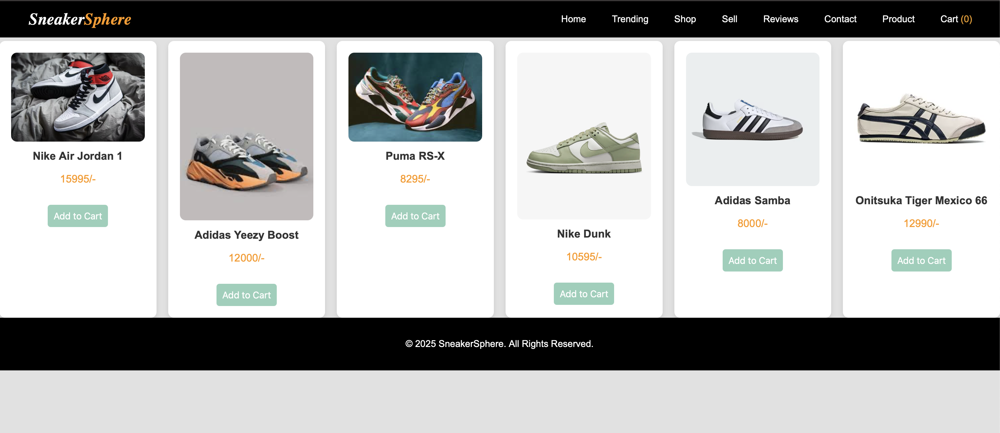 SneakerSphere
Home Trending Shop Sell Reviews Contact Product Cart (0)
Nike Air Jordan 1
15995/-
Add to Cart
Adidas Yeezy Boost
12000/-
Add to Cart
Puma RS-X
8295/-
Add to Cart
Nike Dunk
10595/-
Add to Cart
Adidas Samba
8000/-
Add to Cart
Onitsuka Tiger Mexico 66
12990/-
Add to Cart
© 2025 SneakerSphere. All Rights Reserved.